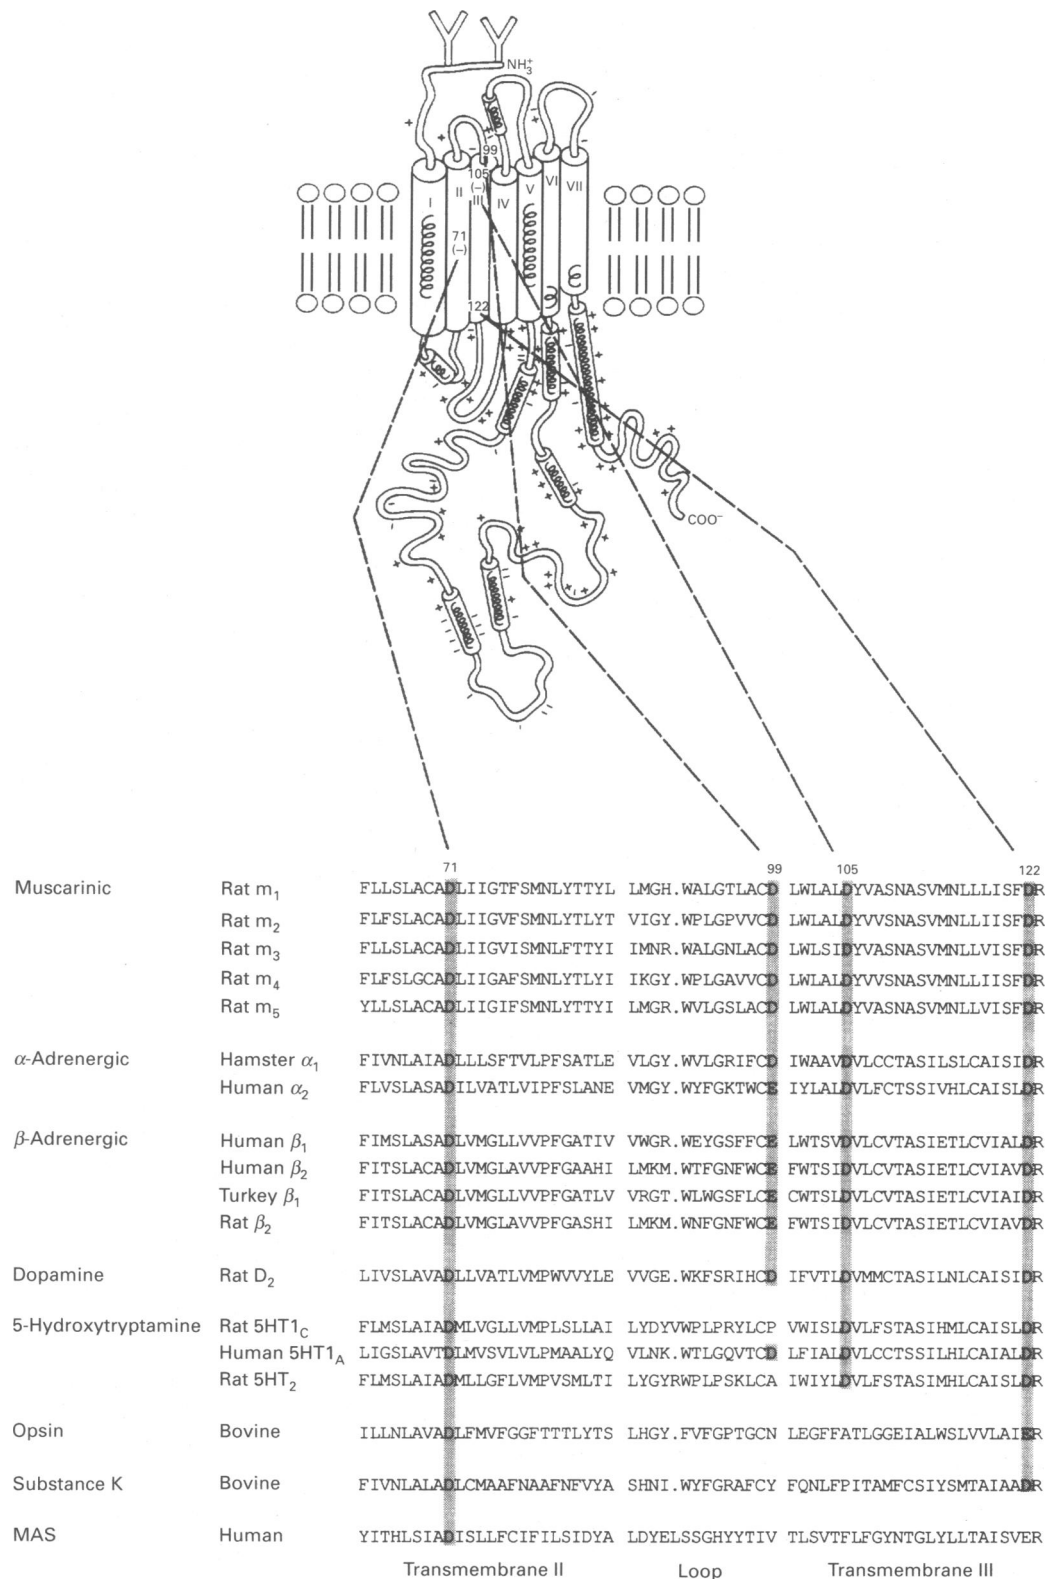 NH₃⁺
99
105
(−)
I
II
III
IV
V
VI
VII
71
(−)
122
COO⁻
71 99 105 122
Muscarinic Rat m₁ FLLSLACADLIIGTFSMNLYTTYL LMGH.WALGTLACD LWLALDYVASNASVMNLLLISFDR
Rat m₂ FLFSLACADLIIGVFSMNLYTLYT VIGY.WPLGPVVCD LWLALDYVVSNASVMNLLIISFDR
Rat m₃ FLLSLACADLIIGVISMNLFTTYI IMNR.WALGNLACD LWLSIDYVASNASVMNLLVISFDR
Rat m₄ FLFSLGCADLIIGAFSMNLYTLYI IKGY.WPLGAVVCD LWLALDYVVSNASVMNLLIISFDR
Rat m₅ YLLSLACADLIIGIFSMNLYTTYI LMGR.WVLGSLACD LWLALDYVASNASVMNLLVISFDR
α-Adrenergic Hamster α₁ FIVNLAIADLLLSFTVLPFSATLE VLGY.WVLGRIFCD IWAAVDVLCCTASILSLCAISIDR
Human α₂ FLVSLASADILVATLVIPFSLANE VMGY.WYFGKTWCE IYLALDVLFCTSSIVHLCAISLDR
β-Adrenergic Human β₁ FIMSLASADLVMGLLVVPFGATIV VWGR.WEYGSFFCE LWTSVDVLCVTASIETLCVIALDR
Human β₂ FITSLACADLVMGLAVVPFGAAHI LMKM.WTFGNFWCE FWTSIDVLCVTASIETLCVIAVDR
Turkey β₁ FITSLACADLVMGLLVVPFGATLV VRGT.WLWGSFLCE CWTSLDVLCVTASIETLCVIAIDR
Rat β₂ FITSLACADLVMGLAVVPFGASHI LMKM.WNFGNFWCE FWTSIDVLCVTASIETLCVIAVDR
Dopamine Rat D₂ LIVSLAVADLLVATLVMPWVVYLE VVGE.WKFSRIHCD IFVTLDVMMCTASILNLCAISIDR
5-Hydroxytryptamine Rat 5HT1C FLMSLAIADMLVGLLVMPLSLLAI LYDYVWPLPRYLCP VWISLDVLFSTASIMHLCAISLDR
Human 5HT1A LIGSLAVTDLMVSVLVLPMAALYQ VLNK.WTLGQVTCD LFIALDVLCCTSSILHLCAIALDR
Rat 5HT₂ FLMSLAIADMLLGFLVMPVSMLTI LYGYRWPLPSKLCA IWIYLDVLFSTASIMHLCAISLDR
Opsin Bovine ILLNLAVADLFMVFGGFTTTLYTS LHGY.FVFGPTGCN LEGFFATLGGEIALWSLVVLAIER
Substance K Bovine FIVNLALADLCMAAFNAAFNFVYA SHNI.WYFGRAFCY FQNLFPITAMFCSIYSMTAIAADR
MAS Human YITHLSIADISLLFCIFILSIDYA LDYELSSGHYYTIV TLSVTFLFGYNTGLYLLTAISVER
Transmembrane II Loop Transmembrane III